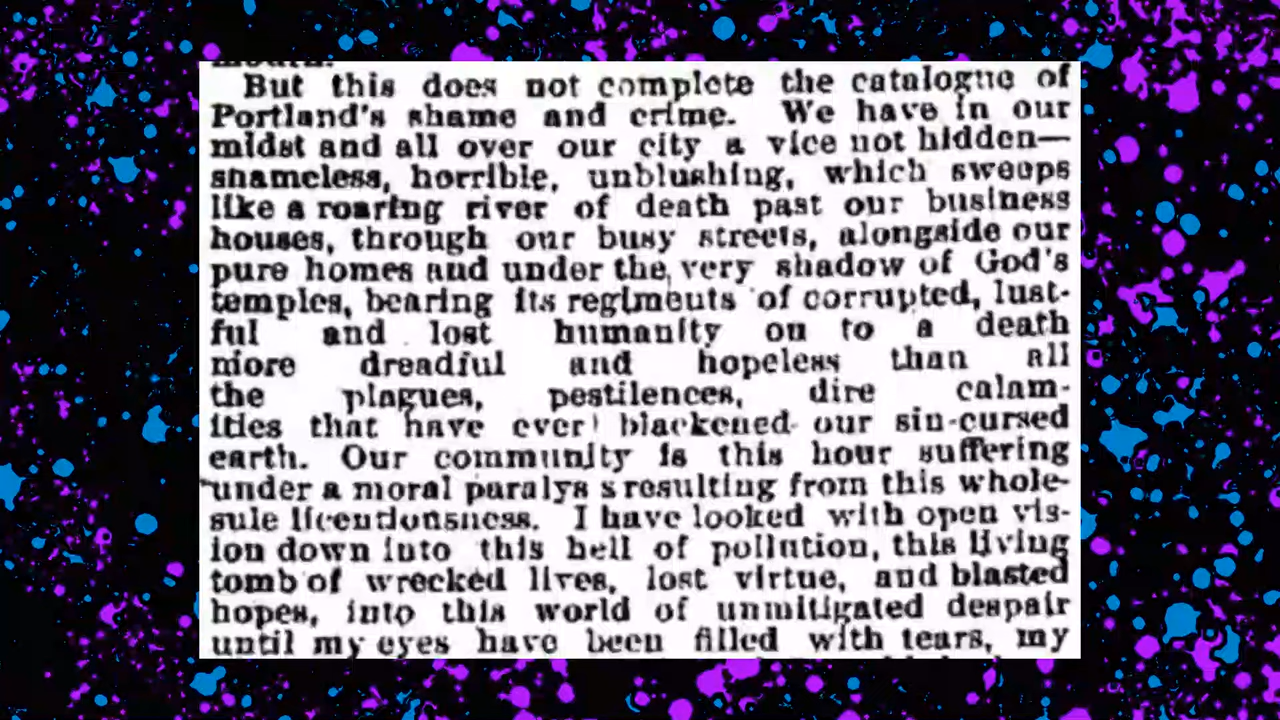 But this does not complete the catalogue of
Portland's shame and crime. We have in our
midst and all over our city a vice not hidden—
shameless, horrible, unblushing, which sweeps
like a roaring river of death past our business
houses, through our busy streets, alongside our
pure homes and under the very shadow of God's
temples, bearing its regiments of corrupted, lust-
ful and lost humanity on to a death
more dreadful and hopeless than all
the plagues, pestilences, dire calam-
ities that have ever blackened our sin-cursed
earth. Our community is this hour suffering
under a moral paralys s resulting from this whole-
sale licentiousness. I have looked with open vis-
ion down into this hell of pollution, this living
tomb of wrecked lives, lost virtue, and blasted
hopes, into this world of unmitigated despair
until my eyes have been filled with tears, my